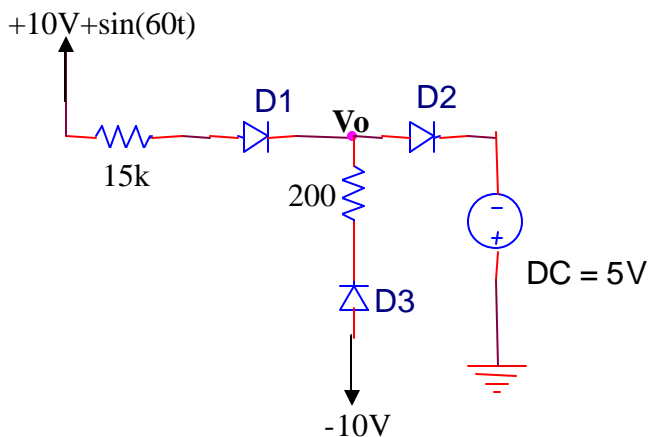 +10V+sin(60t)
D1
Vo
D2
15k
200
−
+
DC = 5V
D3
-10V